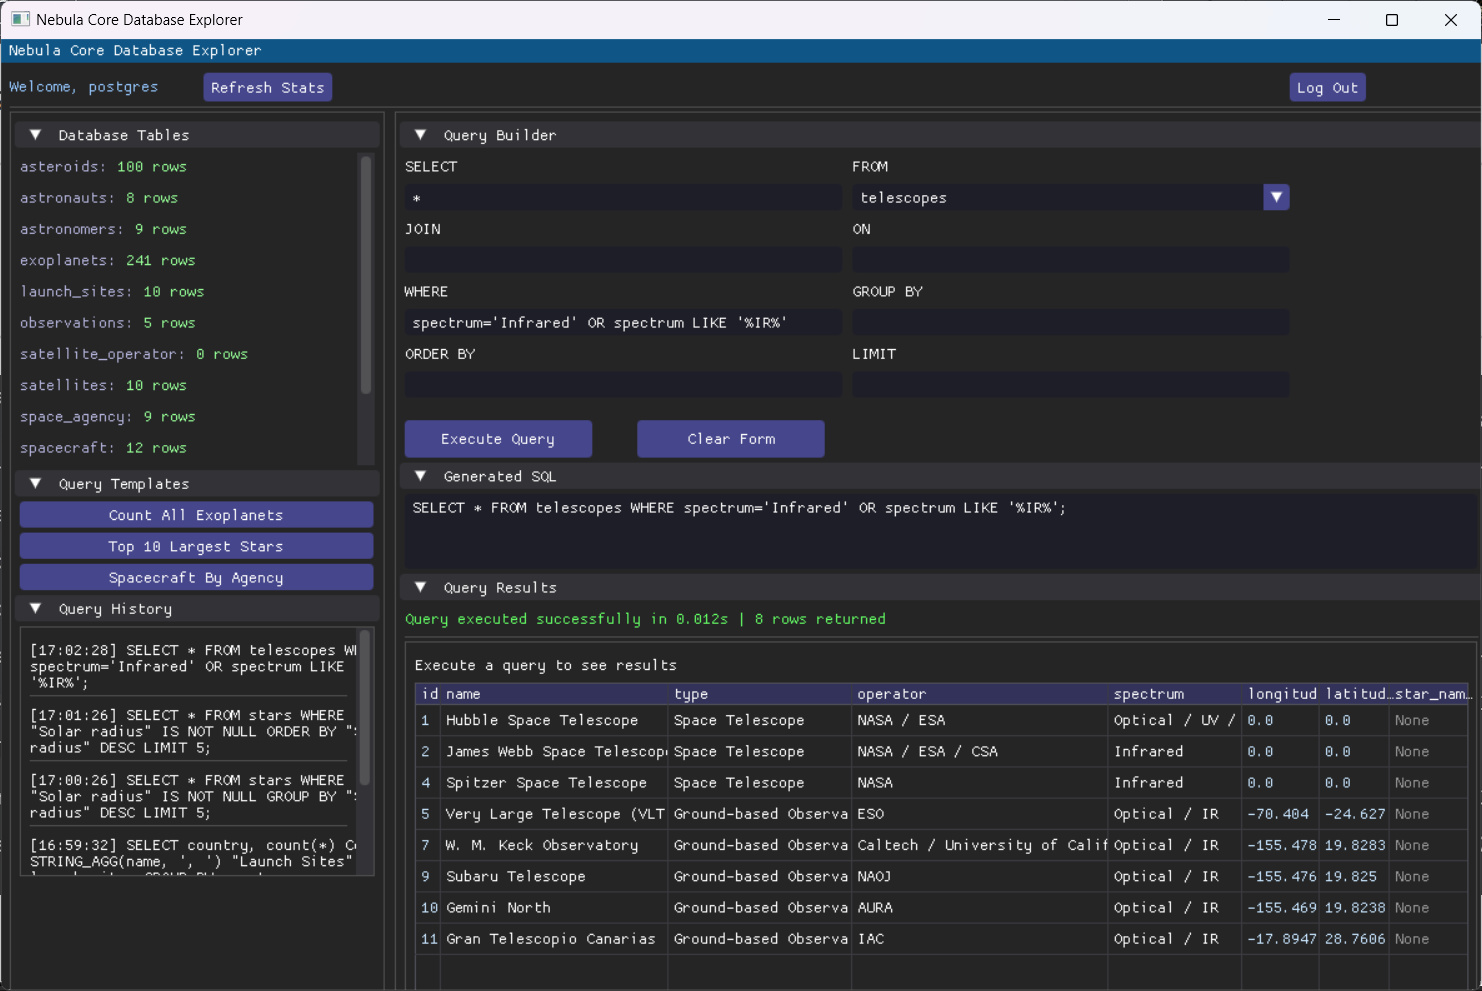 Nebula Core Database Explorer
Nebula Core Database Explorer
Welcome, postgres
Refresh Stats
Log Out
Database Tables
asteroids: 100 rows
astronauts: 8 rows
astronomers: 9 rows
exoplanets: 241 rows
launch_sites: 10 rows
observations: 5 rows
satellite_operator: 0 rows
satellites: 10 rows
space_agency: 9 rows
spacecraft: 12 rows
Query Templates
Count All Exoplanets
Top 10 Largest Stars
Spacecraft By Agency
Query History
[17:02:28] SELECT * FROM telescopes WH
spectrum='Infrared' OR spectrum LIKE
'%IR%';
[17:01:26] SELECT * FROM stars WHERE
"Solar radius" IS NOT NULL ORDER BY "S
radius" DESC LIMIT 5;
[17:00:26] SELECT * FROM stars WHERE
"Solar radius" IS NOT NULL GROUP BY "S
radius" DESC LIMIT 5;
[16:59:32] SELECT country, count(*) Co
STRING_AGG(name, ', ') "Launch Sites"
Query Builder
SELECT FROM
* telescopes
JOIN ON
WHERE GROUP BY
spectrum='Infrared' OR spectrum LIKE '%IR%'
ORDER BY LIMIT
Execute Query Clear Form
Generated SQL
SELECT * FROM telescopes WHERE spectrum='Infrared' OR spectrum LIKE '%IR%';
Query Results
Query executed successfully in 0.012s | 8 rows returned
Execute a query to see results
id name type operator spectrum longitud latitud… star_nam…
1 Hubble Space Telescope Space Telescope NASA / ESA Optical / UV / 0.0 0.0 None
2 James Webb Space Telescope Space Telescope NASA / ESA / CSA Infrared 0.0 0.0 None
4 Spitzer Space Telescope Space Telescope NASA Infrared 0.0 0.0 None
5 Very Large Telescope (VLT Ground-based Observa ESO Optical / IR -70.404 -24.627 None
7 W. M. Keck Observatory Ground-based Observa Caltech / University of Calif Optical / IR -155.478 19.8283 None
9 Subaru Telescope Ground-based Observa NAOJ Optical / IR -155.476 19.825 None
10 Gemini North Ground-based Observa AURA Optical / IR -155.469 19.8238 None
11 Gran Telescopio Canarias Ground-based Observa IAC Optical / IR -17.8947 28.7606 None